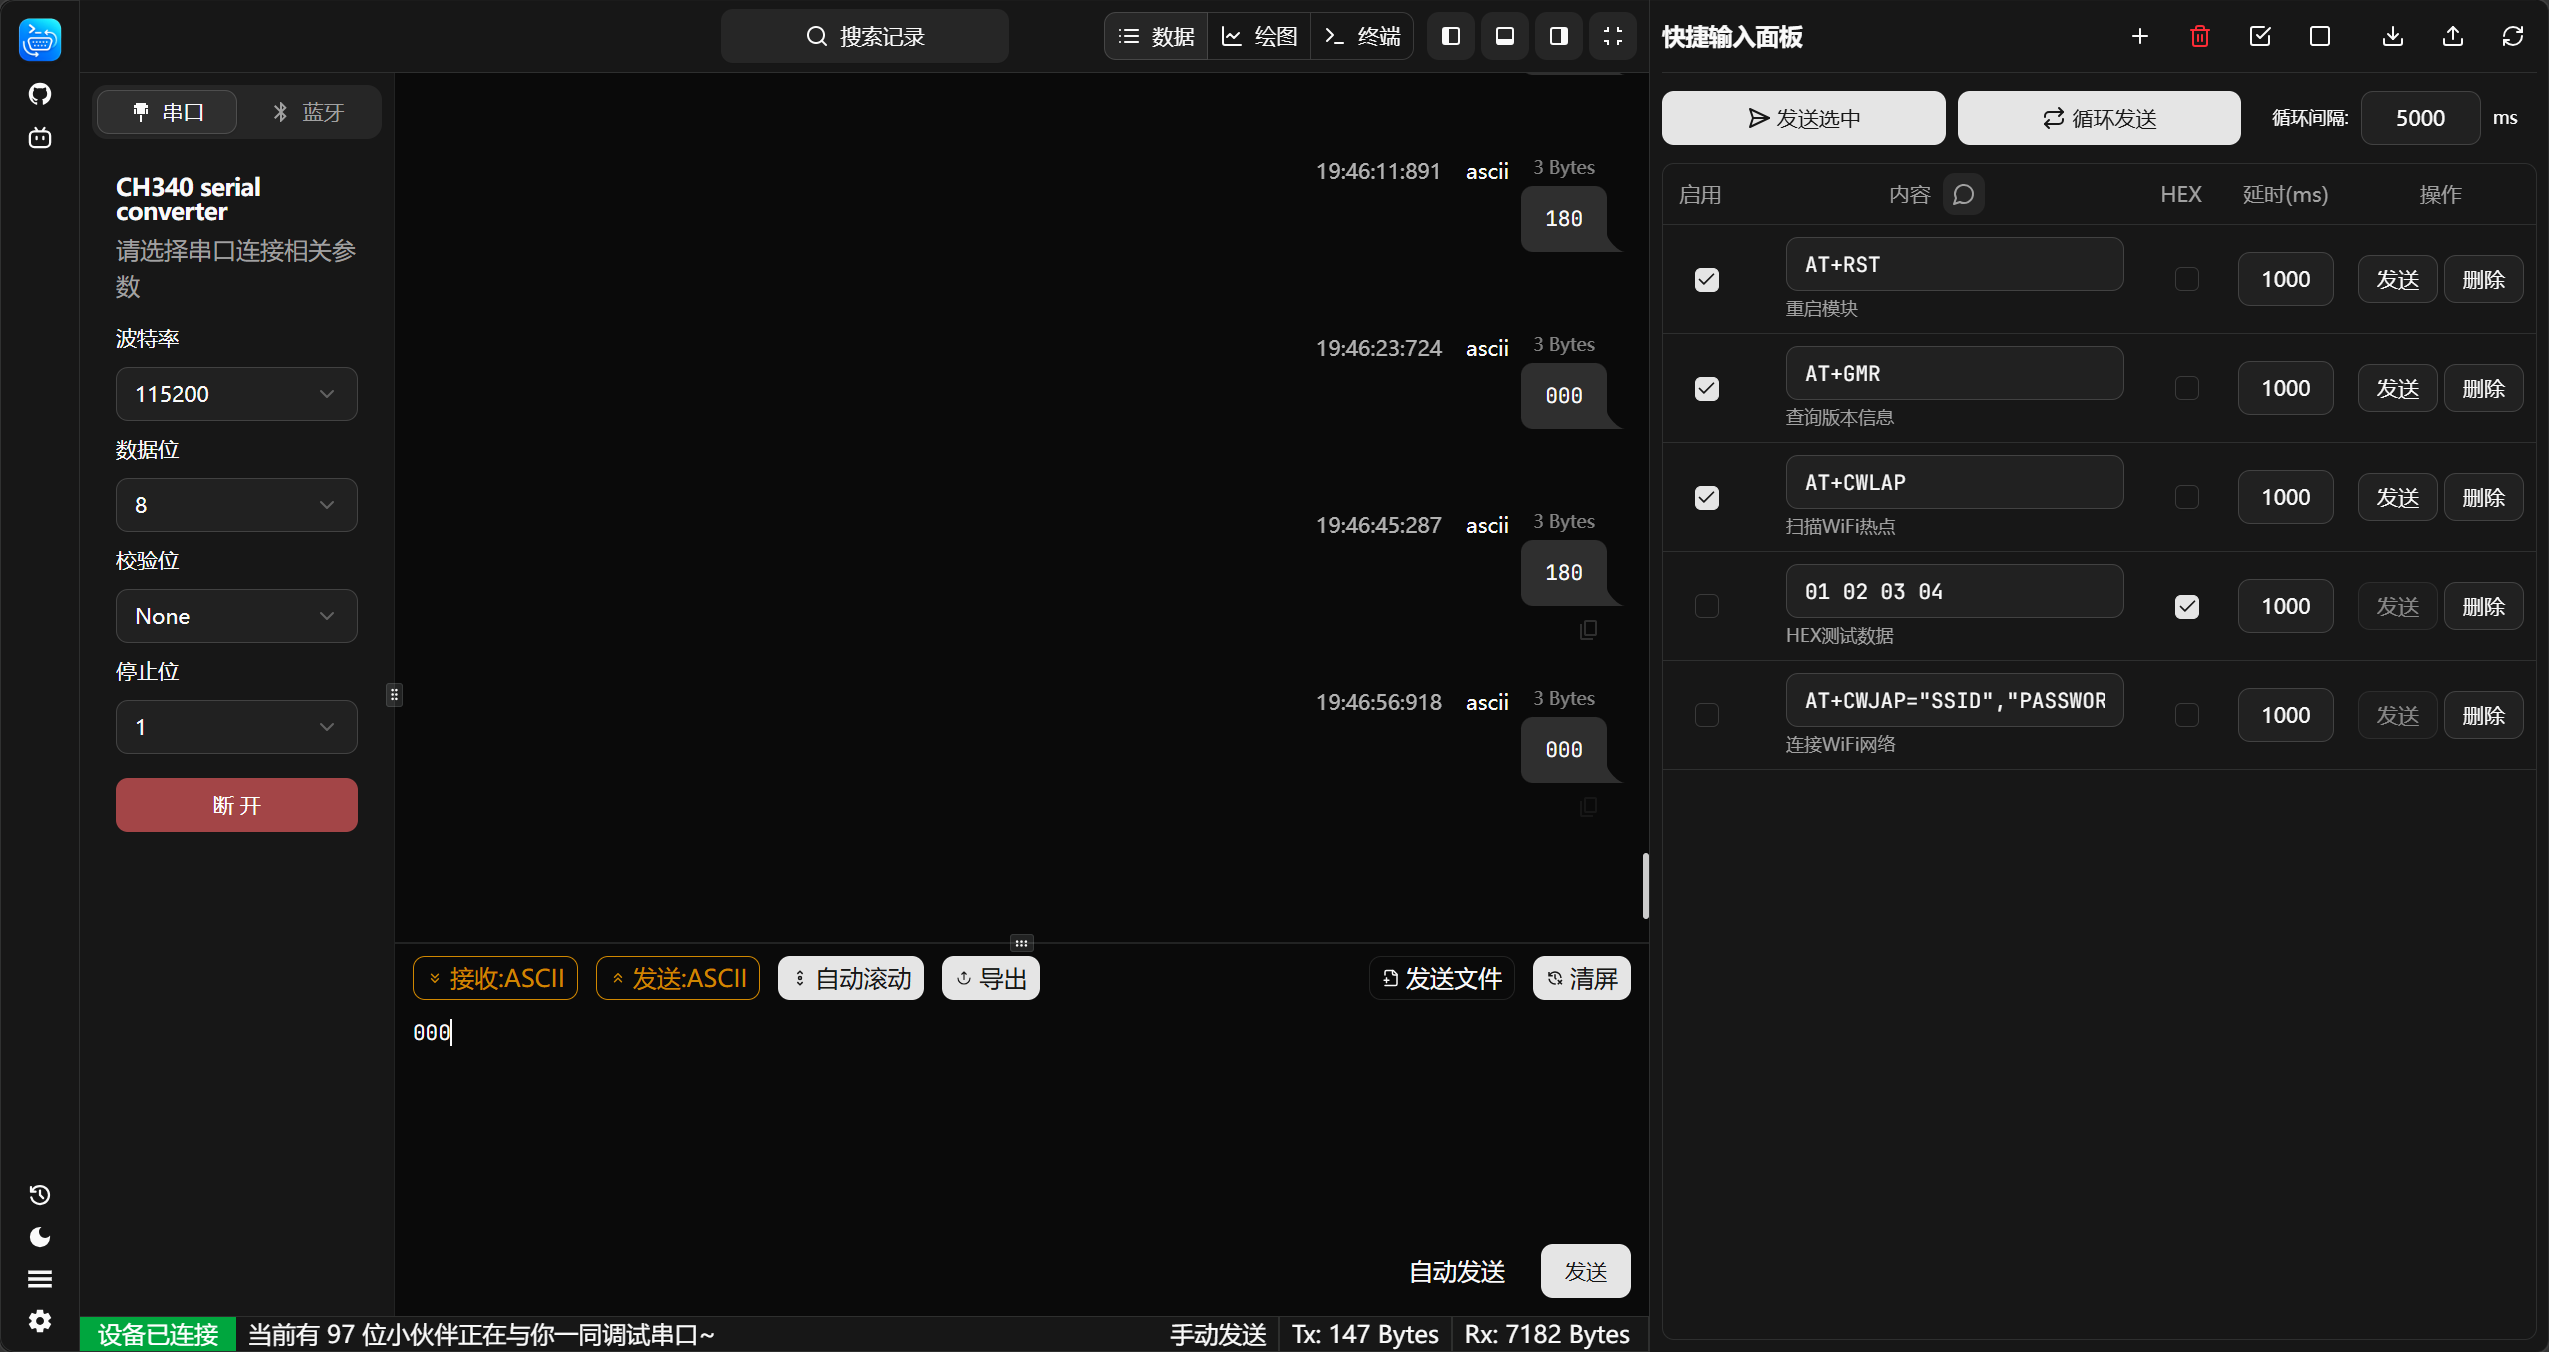 搜索记录
数据
绘图
终端
串口
蓝牙
CH340 serial
converter
请选择串口连接相关参
数
波特率
115200
数据位
8
校验位
None
停止位
1
断 开
19:46:11:891 ascii 3 Bytes
180
19:46:23:724 ascii 3 Bytes
000
19:46:45:287 ascii 3 Bytes
180
19:46:56:918 ascii 3 Bytes
000
接收:ASCII
发送:ASCII
自动滚动
导出
发送文件
清屏
000
自动发送
发送
设备已连接
当前有 97 位小伙伴正在与你一同调试串口~
手动发送
Tx: 147 Bytes
Rx: 7182 Bytes
快捷输入面板
发送选中
循环发送
循环间隔: 5000 ms
启用 内容 HEX 延时(ms) 操作
AT+RST 1000 发送 删除
重启模块
AT+GMR 1000 发送 删除
查询版本信息
AT+CWLAP 1000 发送 删除
扫描WiFi热点
01 02 03 04 1000 发送 删除
HEX测试数据
AT+CWJAP="SSID","PASSWOR 1000 发送 删除
连接WiFi网络